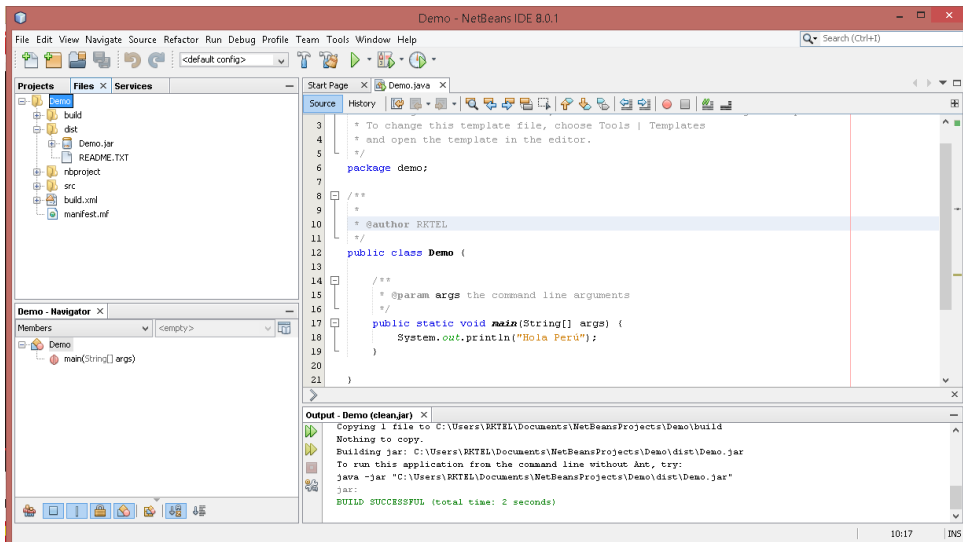 Demo - NetBeans IDE 8.0.1
File Edit View Navigate Source Refactor Run Debug Profile Team Tools Window Help
Search (Ctrl+I)
<default config>
Projects Files Services
Demo
build
dist
Demo.jar
README.TXT
nbproject
src
build.xml
manifest.mf
Demo - Navigator
Members
<empty>
Demo
main(String[] args)
Start Page Demo.java
Source History
3 * To change this template file, choose Tools | Templates
4 * and open the template in the editor.
5 */
6 package demo;
7
8 /**
9 *
10 * @author RKTEL
11 */
12 public class Demo {
13
14 /**
15 * @param args the command line arguments
16 */
17 public static void main(String[] args) {
18 System.out.println("Hola Perú");
19 }
20
21 }
Output - Demo (clean,jar)
Copying 1 file to C:\Users\RKTEL\Documents\NetBeansProjects\Demo\build
Nothing to copy.
Building jar: C:\Users\RKTEL\Documents\NetBeansProjects\Demo\dist\Demo.jar
To run this application from the command line without Ant, try:
java -jar "C:\Users\RKTEL\Documents\NetBeansProjects\Demo\dist\Demo.jar"
jar:
BUILD SUCCESSFUL (total time: 2 seconds)
10:17 INS